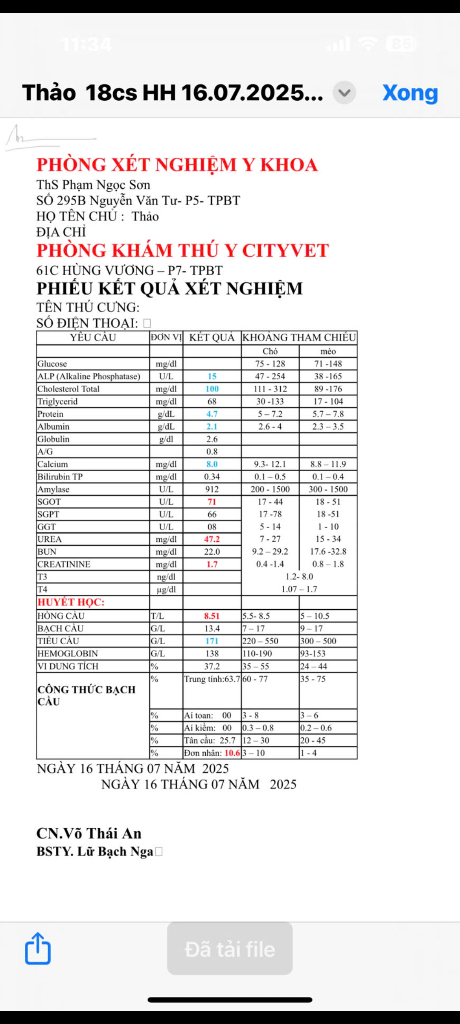 11:34
85
Thảo 18cs HH 16.07.2025...
Xong
PHÒNG XÉT NGHIỆM Y KHOA
ThS Phạm Ngọc Sơn
SỐ 295B Nguyễn Văn Tư- P5- TPBT
HỌ TÊN CHỦ : Thảo
ĐỊA CHỈ
PHÒNG KHÁM THÚ Y CITYVET
61C HÙNG VƯƠNG – P7- TPBT
PHIẾU KẾT QUẢ XÉT NGHIỆM
TÊN THÚ CƯNG:
SỐ ĐIỆN THOẠI:
YÊU CẦU ĐƠN VỊ KẾT QUẢ KHOẢNG THAM CHIẾU
Chó mèo
Glucose mg/dl 75 - 128 71 -148
ALP (Alkaline Phosphatase) U/L 15 47 - 254 38 -165
Cholesterol Total mg/dl 100 111 - 312 89 -176
Triglycerid mg/dl 68 30 -133 17 - 104
Protein g/dL 4.7 5 – 7.2 5.7 – 7.8
Albumin g/dL 2.1 2.6 - 4 2.3 – 3.5
Globulin g/dl 2.6
A/G 0.8
Calcium mg/dl 8.0 9.3- 12.1 8.8 – 11.9
Bilirubin TP mg/dl 0.34 0.1 – 0.5 0.1 – 0.4
Amylase U/L 912 200 - 1500 300 - 1500
SGOT U/L 71 17 - 44 18 - 51
SGPT U/L 66 17 -78 18 -51
GGT U/L 08 5 - 14 1 - 10
UREA mg/dl 47.2 7 - 27 15 - 34
BUN mg/dl 22.0 9.2 – 29.2 17.6 -32.8
CREATININE mg/dl 1.7 0.4 -1.4 0.8 – 1.8
T3 ng/dl 1.2- 8.0
T4 µg/dl 1.07 – 1.7
HUYẾT HỌC:
HỒNG CẦU T/L 8.51 5.5- 8.5 5 – 10.5
BẠCH CẦU G/L 13.4 7 – 17 9 – 17
TIỂU CẦU G/L 171 220 – 550 300 – 500
HEMOGLOBIN G/L 138 110-190 93-153
VI DUNG TÍCH % 37.2 35 – 55 24 – 44
CÔNG THỨC BẠCH CẦU % Trung tính:63.7 60 - 77 35 - 75
% Ái toan: 00 3 - 8 3 – 6
% Ái kiềm: 00 0.3 – 0.8 0.2 – 0.6
% Tân cầu: 25.7 12 – 30 20 - 45
% Đơn nhân: 10.6 3 – 10 1 - 4
NGÀY 16 THÁNG 07 NĂM 2025
NGÀY 16 THÁNG 07 NĂM 2025
CN.Võ Thái An
BSTY. Lữ Bạch Nga
Đã tải file